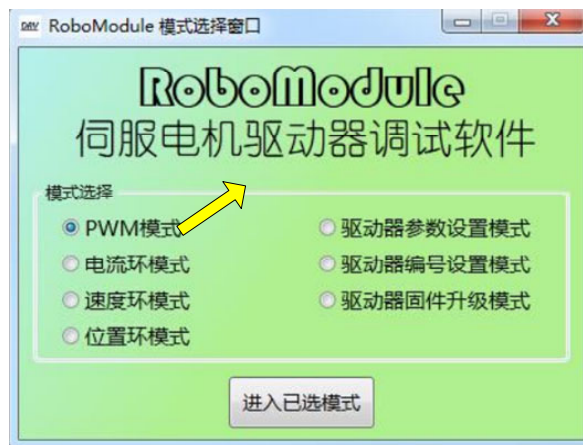 RoboModule 模式选择窗口
RoboModule
伺服电机驱动器调试软件
模式选择
PWM模式
驱动器参数设置模式
电流环模式
驱动器编号设置模式
速度环模式
驱动器固件升级模式
位置环模式
进入已选模式